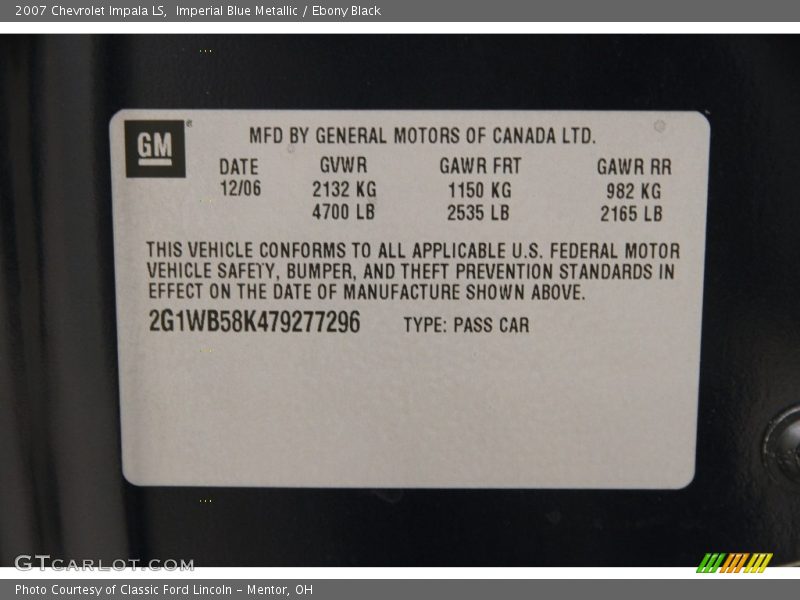 2007 Chevrolet Impala LS, Imperial Blue Metallic / Ebony Black
GM®
MFD BY GENERAL MOTORS OF CANADA LTD.
DATE GVWR GAWR FRT GAWR RR
12/06 2132 KG 1150 KG 982 KG
4700 LB 2535 LB 2165 LB
THIS VEHICLE CONFORMS TO ALL APPLICABLE U.S. FEDERAL MOTOR
VEHICLE SAFETY, BUMPER, AND THEFT PREVENTION STANDARDS IN
EFFECT ON THE DATE OF MANUFACTURE SHOWN ABOVE.
2G1WB58K479277296 TYPE: PASS CAR
GTCARLOT.COM
Photo Courtesy of Classic Ford Lincoln - Mentor, OH